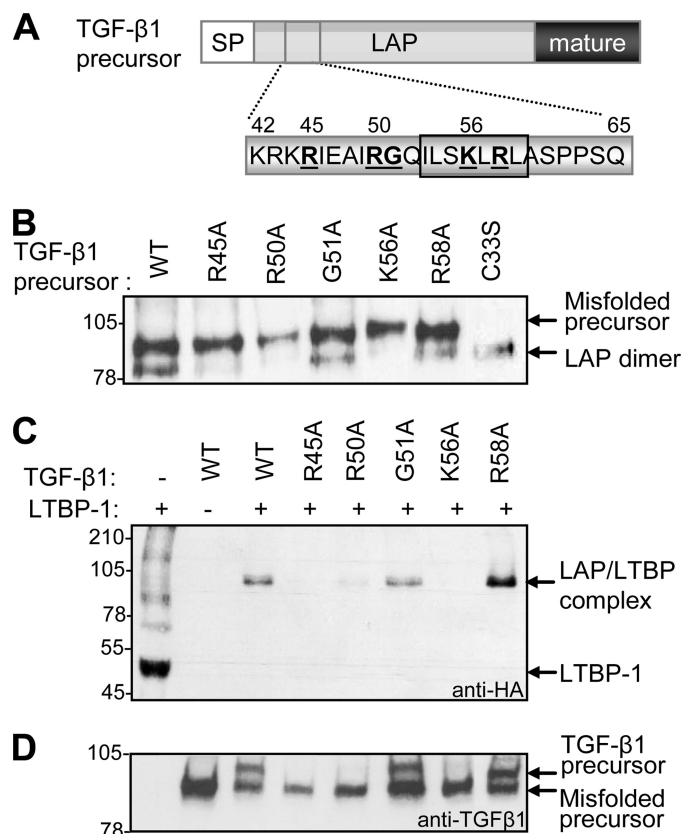 A
TGF-β1 precursor
SP LAP mature
42 45 50 56 65
KRKRIEAIRGQILSKLRLASPPSQ
B
TGF-β1 precursor :
WT R45A R50A G51A K56A R58A C33S
105-
78-
Misfolded precursor
LAP dimer
C
TGF-β1: - WT WT R45A R50A G51A K56A R58A
LTBP-1: + - + + + + + +
210-
105-
78-
55-
45-
LAP/LTBP complex
LTBP-1
anti-HA
D
105-
78-
TGF-β1 precursor
Misfolded precursor
anti-TGFβ1